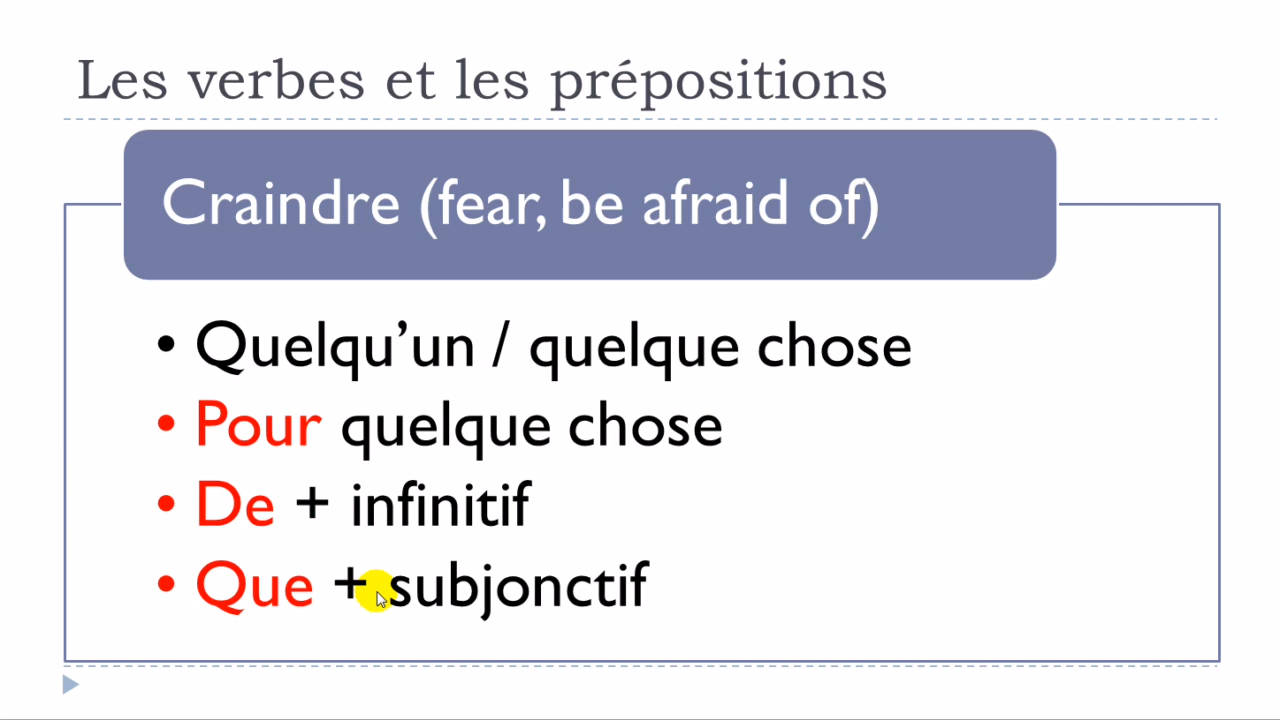 Les verbes et les prépositions
Craindre (fear, be afraid of)
• Quelqu’un / quelque chose
• Pour quelque chose
• De + infinitif
• Que + subjonctif